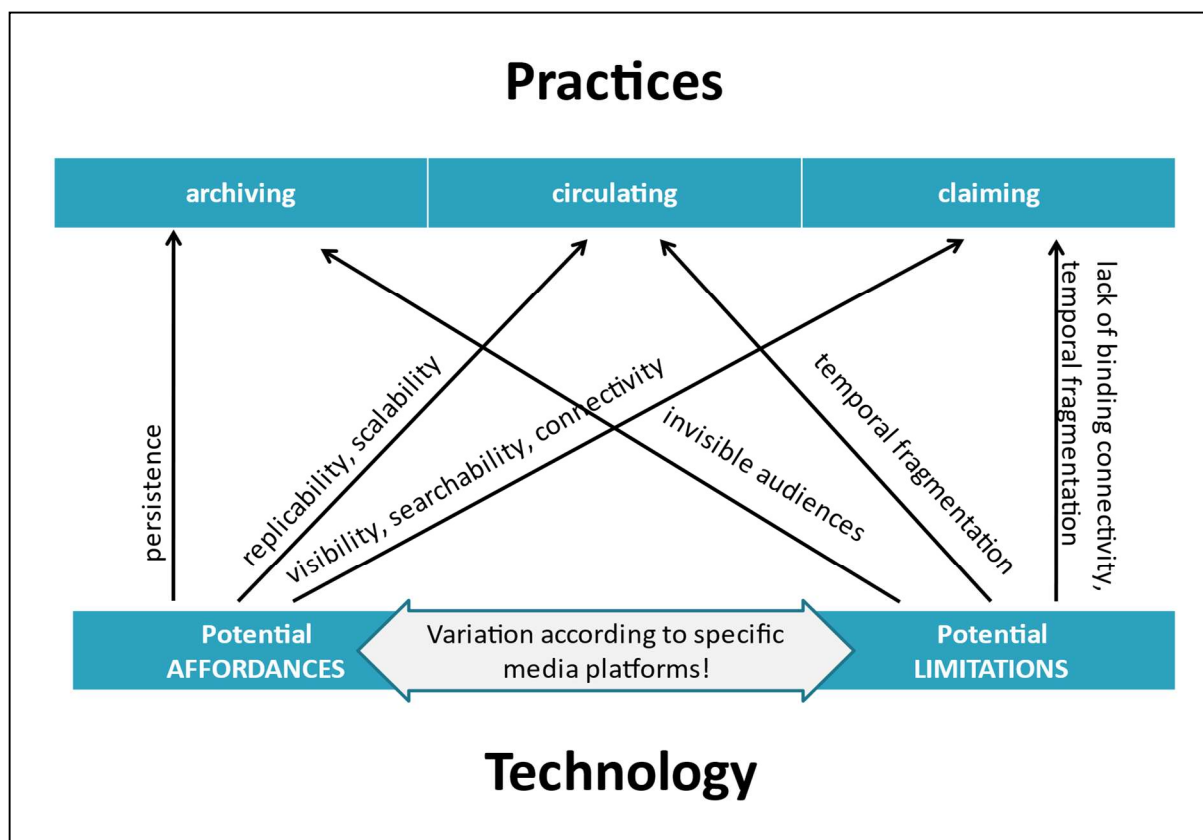 Practices
archiving
circulating
claiming
persistence
replicability, scalability
visibility, searchability, connectivity
invisible audiences
temporal fragmentation
lack of binding connectivity,
temporal fragmentation
Potential
AFFORDANCES
Variation according to specific
media platforms!
Potential
LIMITATIONS
Technology